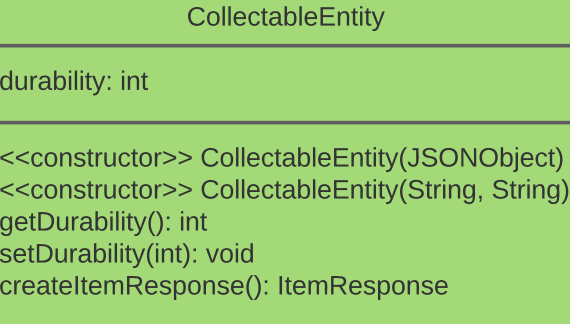 CollectableEntity
durability: int
<<constructor>> CollectableEntity(JSONObject)
<<constructor>> CollectableEntity(String, String)
getDurability(): int
setDurability(int): void
createItemResponse(): ItemResponse